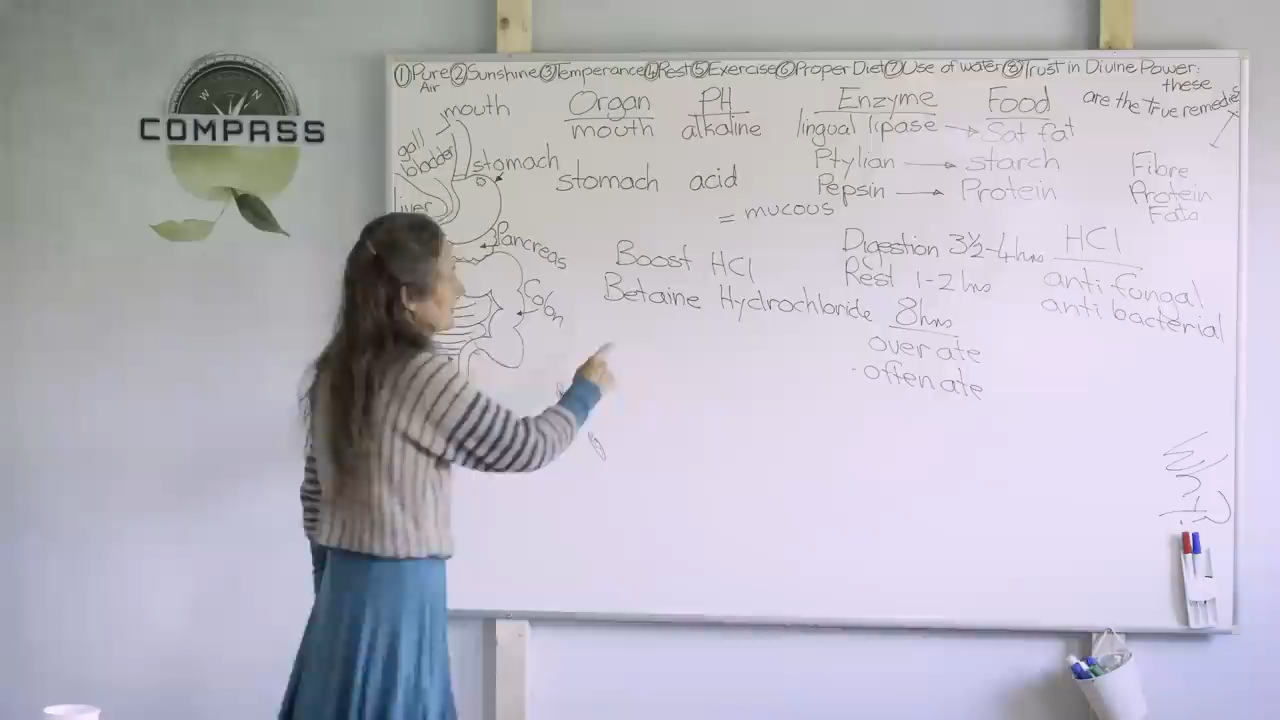 W N
COMPASS
①Pure Air ②Sunshine ③Temperance ④Rest ⑤Exercise ⑥Proper Diet ⑦Use of water ⑧Trust in Divine Power:
these
are the True remedies
mouth
gall
bladder
stomach
liver
Pancreas
Colon
Organ PH Enzyme Food
mouth alkaline lingual lipase → Sat fat
Ptylian → starch
stomach acid Pepsin → Protein
= mucous
Fibre
Protein
Fats
Boost HCl
Betaine Hydrochloride
Digestion 3½-4hrs
Rest 1-2 hrs
8hrs
over ate
·often ate
HCl
anti fungal
anti bacterial